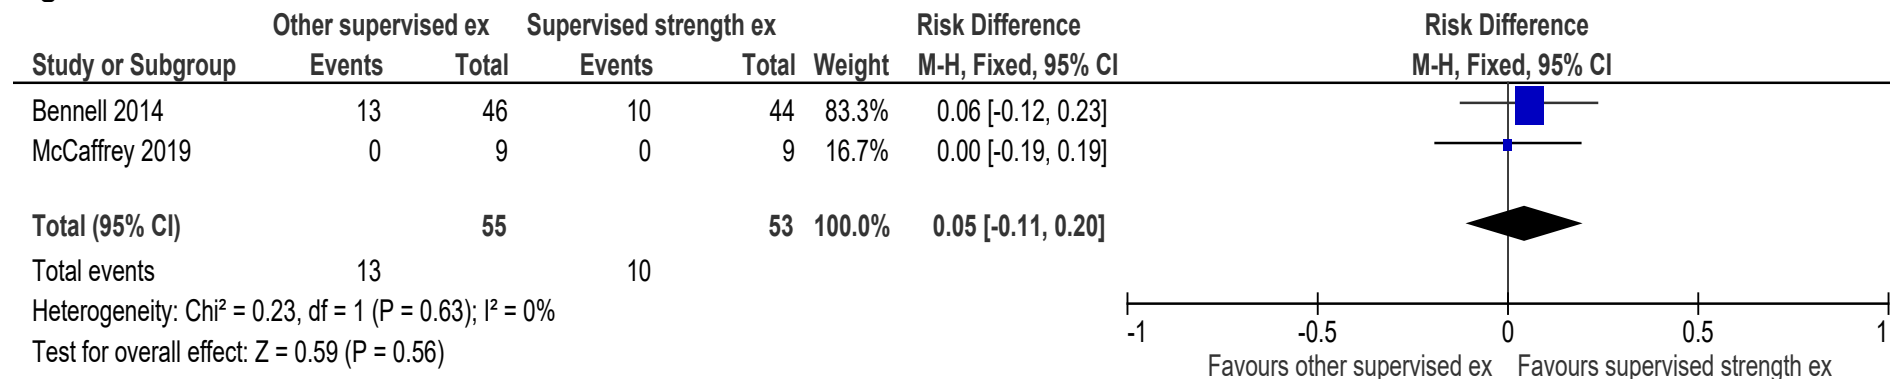 Other supervised ex Supervised strength ex Risk Difference Risk Difference
Study or Subgroup Events Total Events Total Weight M-H, Fixed, 95% CI M-H, Fixed, 95% CI
Bennell 2014 13 46 10 44 83.3% 0.06 [-0.12, 0.23]
McCaffrey 2019 0 9 0 9 16.7% 0.00 [-0.19, 0.19]
Total (95% CI) 55 53 100.0% 0.05 [-0.11, 0.20]
Total events 13 10
Heterogeneity: Chi² = 0.23, df = 1 (P = 0.63); I² = 0%
Test for overall effect: Z = 0.59 (P = 0.56)
-1 -0.5 0 0.5 1
Favours other supervised ex Favours supervised strength ex